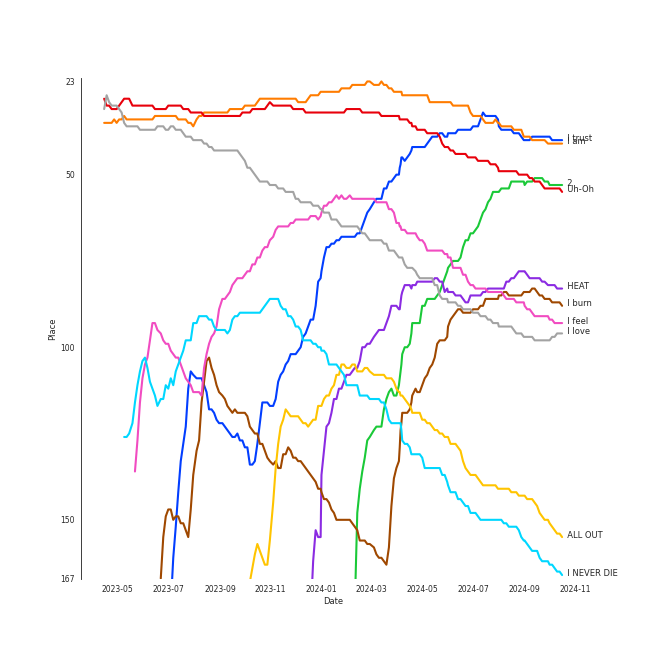 23
50
100
150
167
Place
2023-05
2023-07
2023-09
2023-11
2024-01
2024-03
2024-05
2024-07
2024-09
2024-11
Date
I trust
I am
2
Uh-Oh
HEAT
I burn
I feel
I love
ALL OUT
I NEVER DIE